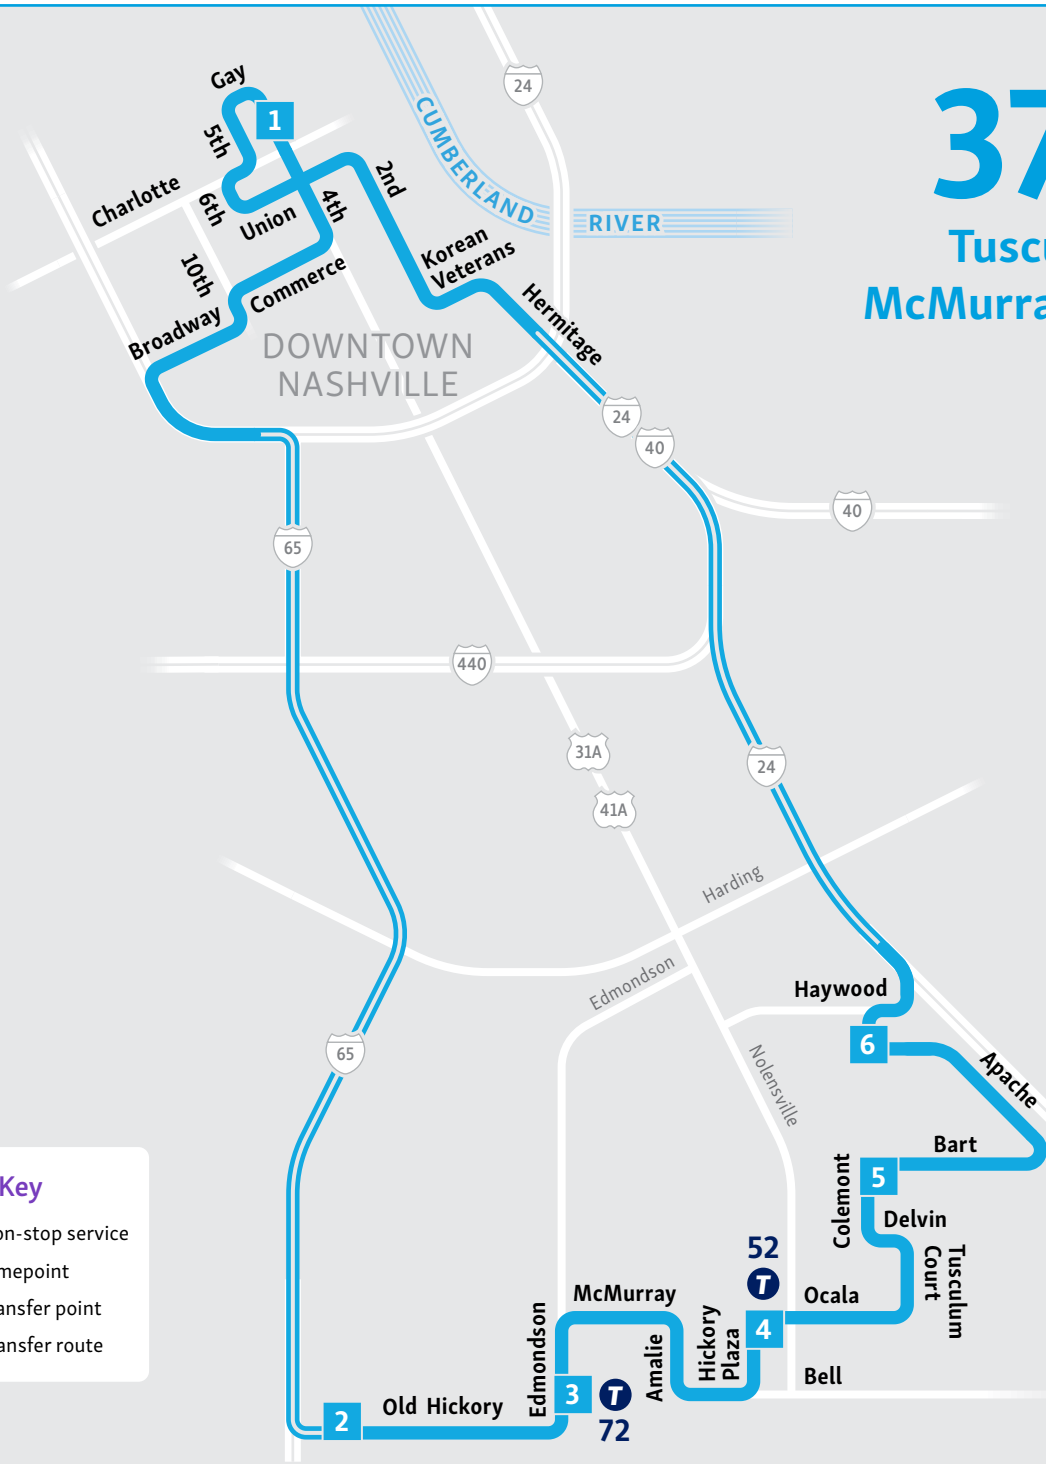 37
Tuscu
McMurra
24
CUMBERLAND
RIVER
Gay
1
5th
Charlotte
6th
Union
4th
2nd
10th
Commerce
Broadway
Korean
Veterans
Hermitage
DOWNTOWN
NASHVILLE
24
40
40
65
440
31A
41A
24
Harding
Edmondson
Haywood
6
Nolensville
Apache
65
Bart
Colemont
5
Delvin
Tusculum
Court
52
T
Ocala
McMurray
4
Hickory
Plaza
Amalie
Edmondson
3
T
72
Bell
Old Hickory
2
Key
on-stop service
mepoint
ansfer point
ansfer route